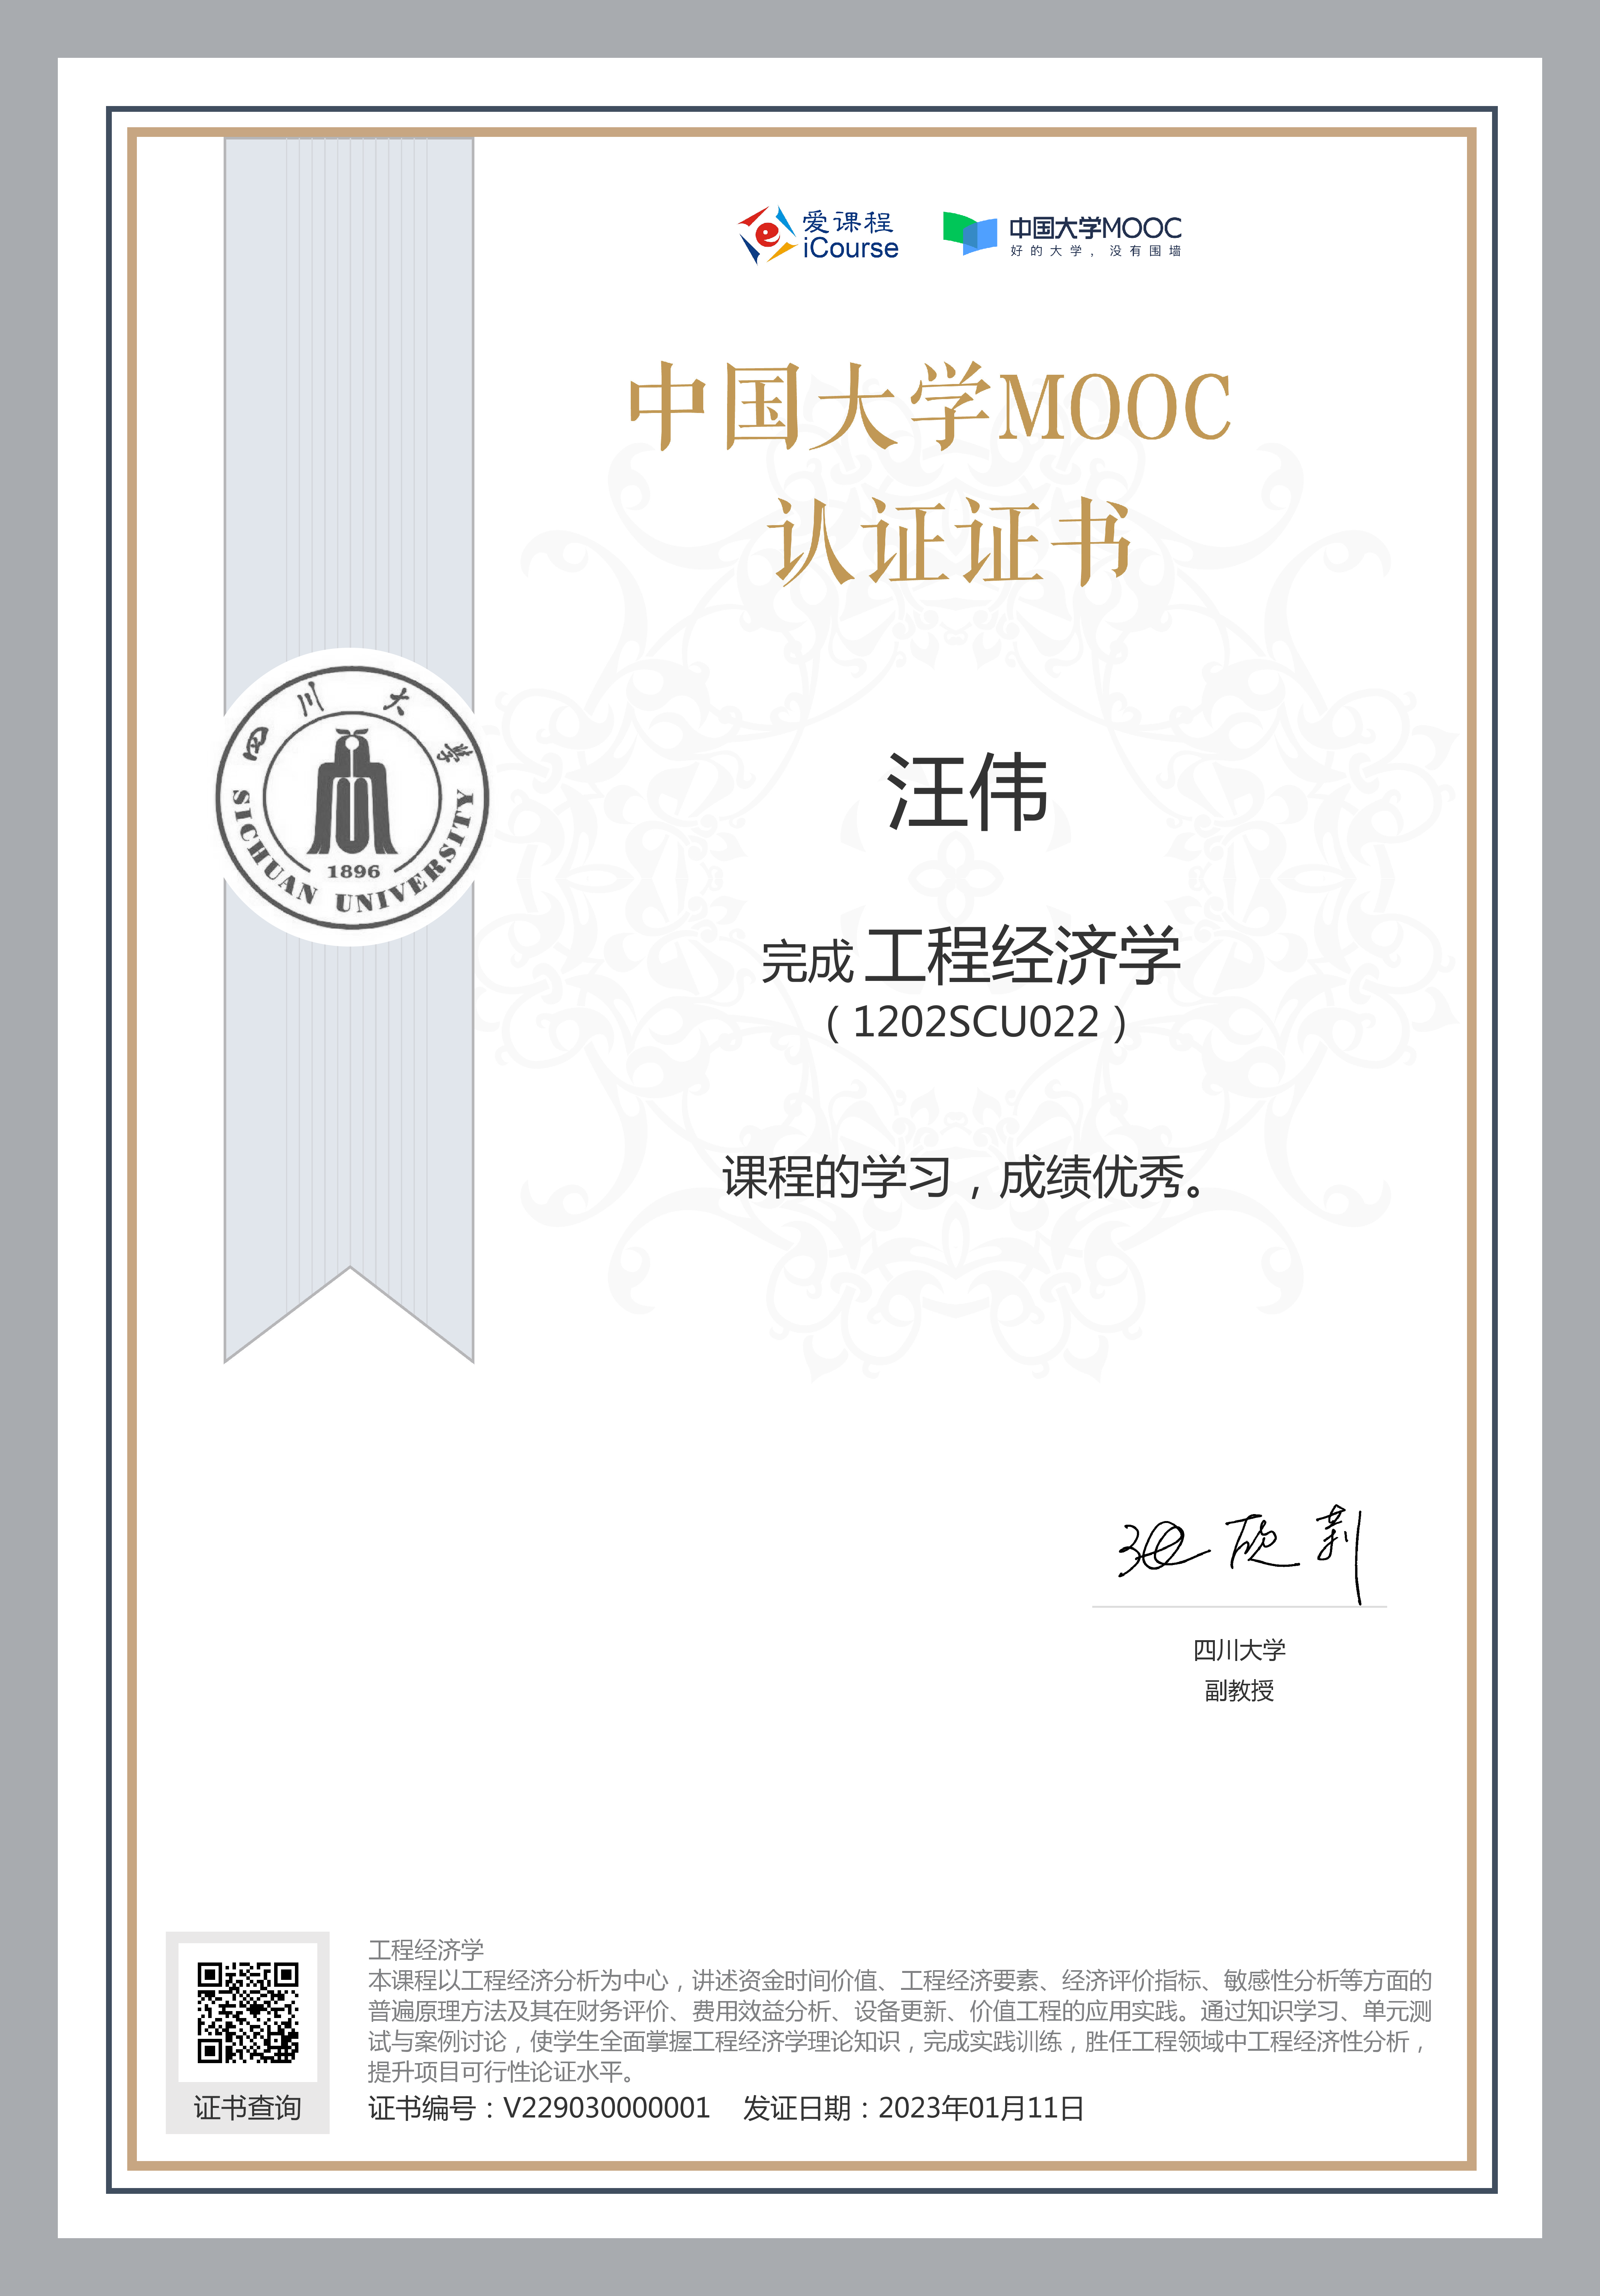 爱课程
iCourse
中国大学MOOC
好的大学，没有围墙
中国大学MOOC
认证证书
四川大学
1896
SICHUAN UNIVERSITY
汪伟
完成 工程经济学
（1202SCU022）
课程的学习，成绩优秀。
四川大学
副教授
工程经济学
本课程以工程经济分析为中心，讲述资金时间价值、工程经济要素、经济评价指标、敏感性分析等方面的
普遍原理方法及其在财务评价、费用效益分析、设备更新、价值工程的应用实践。通过知识学习、单元测
试与案例讨论，使学生全面掌握工程经济学理论知识，完成实践训练，胜任工程领域中工程经济性分析，
提升项目可行性论证水平。
证书查询
证书编号：V229030000001 发证日期：2023年01月11日